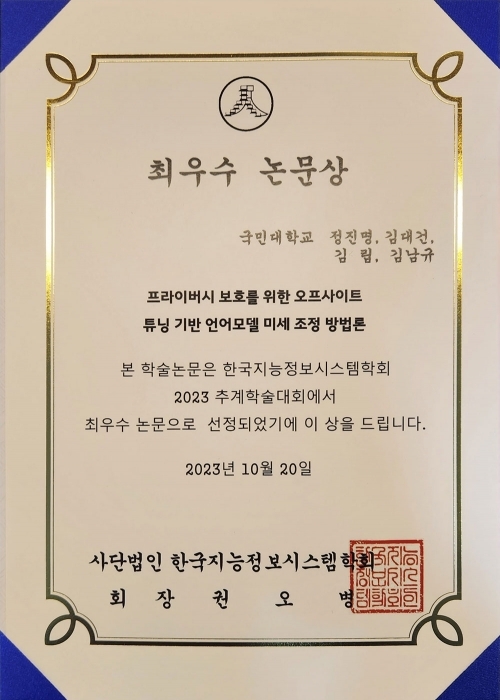 최우수 논문상
국민대학교 정진명, 김대건,
김 림, 김남규
프라이버시 보호를 위한 오프사이트
튜닝 기반 언어모델 미세 조정 방법론
본 학술논문은 한국지능정보시스템학회
2023 추계학술대회에서
최우수 논문으로 선정되었기에 이 상을 드립니다.
2023년 10월 20일
사단법인 한국지능정보시스템학회
회 장 권 오 병